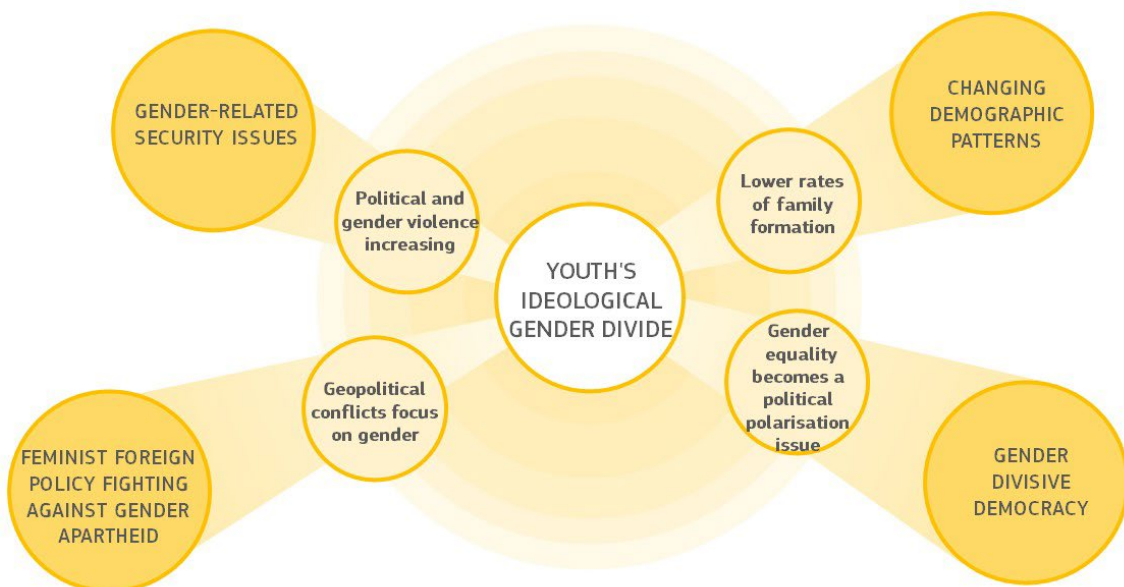 GENDER-RELATED
SECURITY ISSUES
CHANGING
DEMOGRAPHIC
PATTERNS
Political and
gender violence
increasing
Lower rates
of family
formation
YOUTH'S
IDEOLOGICAL
GENDER DIVIDE
Geopolitical
conflicts focus
on gender
Gender
equality
becomes a
political
polarisation
issue
FEMINIST FOREIGN
POLICY FIGHTING
AGAINST GENDER
APARTHEID
GENDER
DIVISIVE
DEMOCRACY